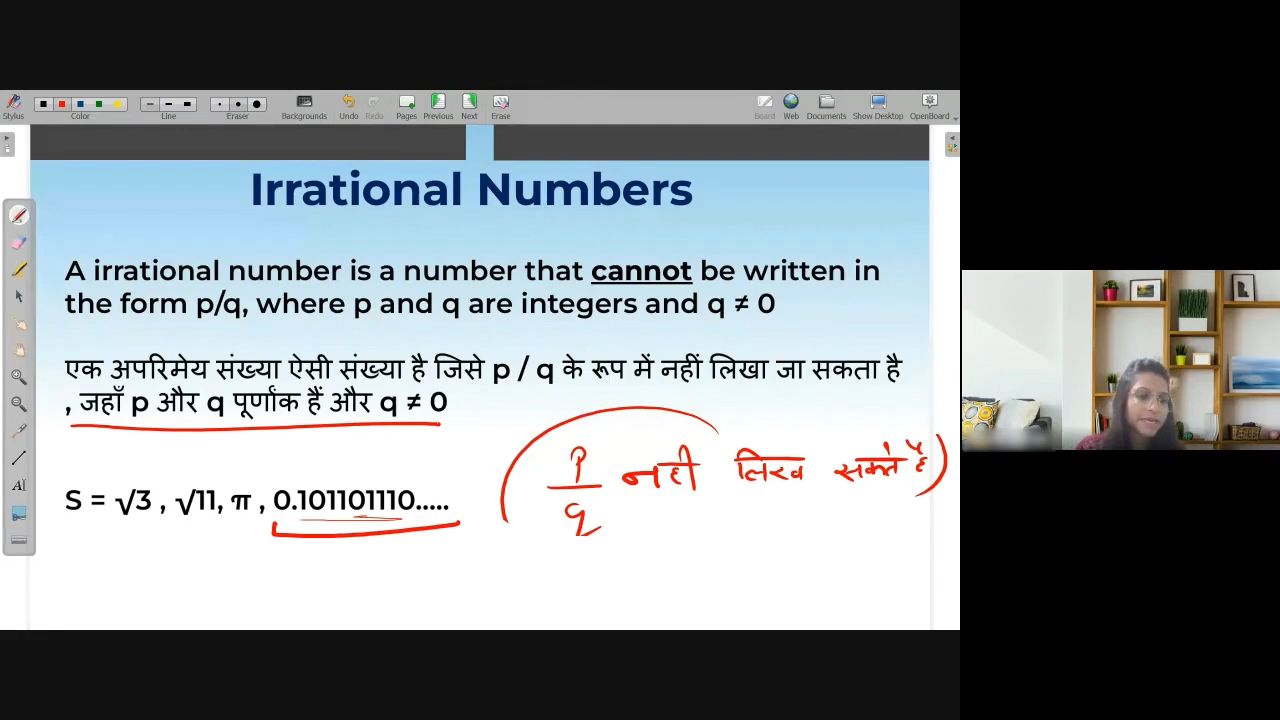 Stylus
Color
Line
Eraser
Backgrounds
Undo
Redo
Pages
Previous
Next
Erase
Board
Web
Documents
Show Desktop
OpenBoard
Irrational Numbers
A irrational number is a number that cannot be written in
the form p/q, where p and q are integers and q ≠ 0
एक अपरिमेय संख्या ऐसी संख्या है जिसे p / q के रूप में नहीं लिखा जा सकता है
, जहाँ p और q पूर्णांक हैं और q ≠ 0
S = √3 , √11, π , 0.101101110.....
(p/q नही लिख सकते है)